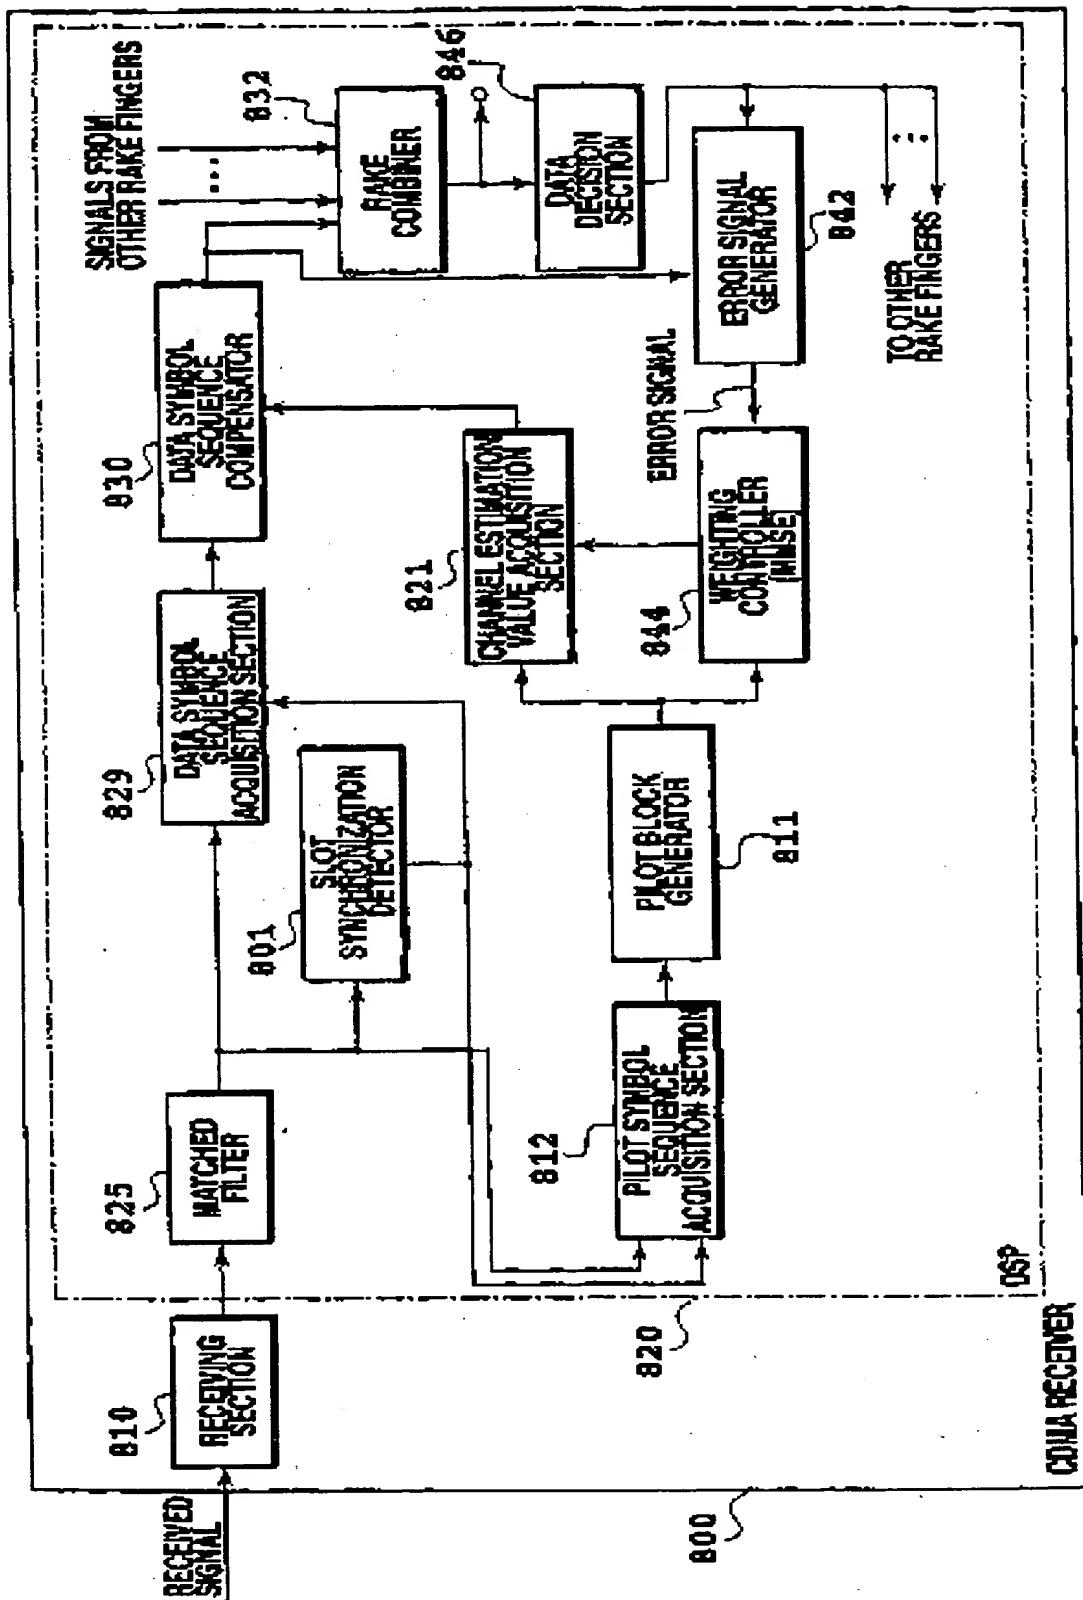 RECEIVED
SIGNAL
810
RECEIVING
SECTION
825
MATCHED
FILTER
829
DATA SYMBOL
SEQUENCE
ACQUISITION SECTION
830
DATA SYMBOL
SEQUENCE
COMPENSATOR
SIGNALS FROM
OTHER RAKE FINGERS
...
832
RAKE
COMBINER
801
SLOT
SYNCHRONIZATION
DETECTOR
846
DATA
DECISION
SECTION
821
CHANNEL ESTIMATION
VALUE ACQUISITION
SECTION
812
PILOT SYMBOL
SEQUENCE
ACQUISITION SECTION
811
PILOT BLOCK
GENERATOR
844
WEIGHTING
CONTROLLER
(MMSE)
ERROR SIGNAL
ERROR SIGNAL
GENERATOR
842
TO OTHER
RAKE FINGERS
...
820
DSP
800
CDMA RECEIVER